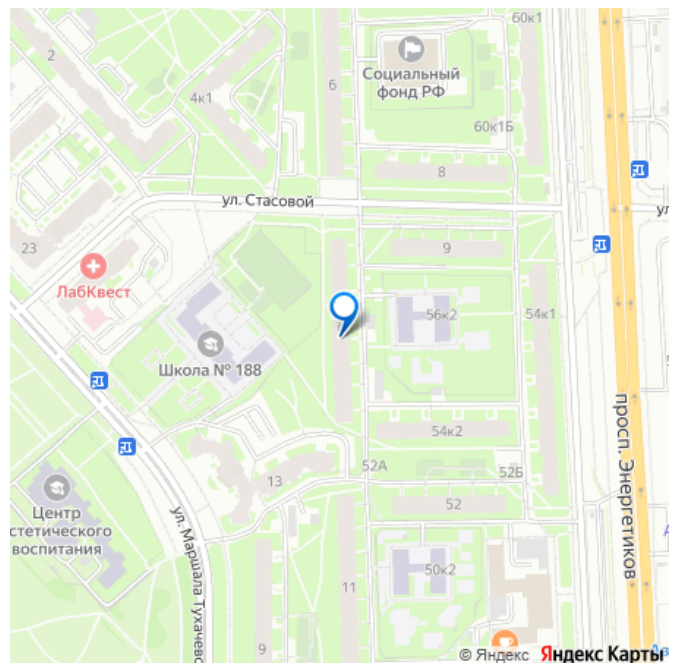 60к1
2
4к1
6
Социальный
фонд РФ
60к1Б
8
ул. Стасовой
23
ЛабКвест
9
56к2
54к1
Школа № 188
просп. Энергетиков
54к2
52А
52Б
13
52
Центр
эстетического
воспитания
ул. Маршала Тухачевс
50к2
11
9
© Яндекс Яндекс Карты